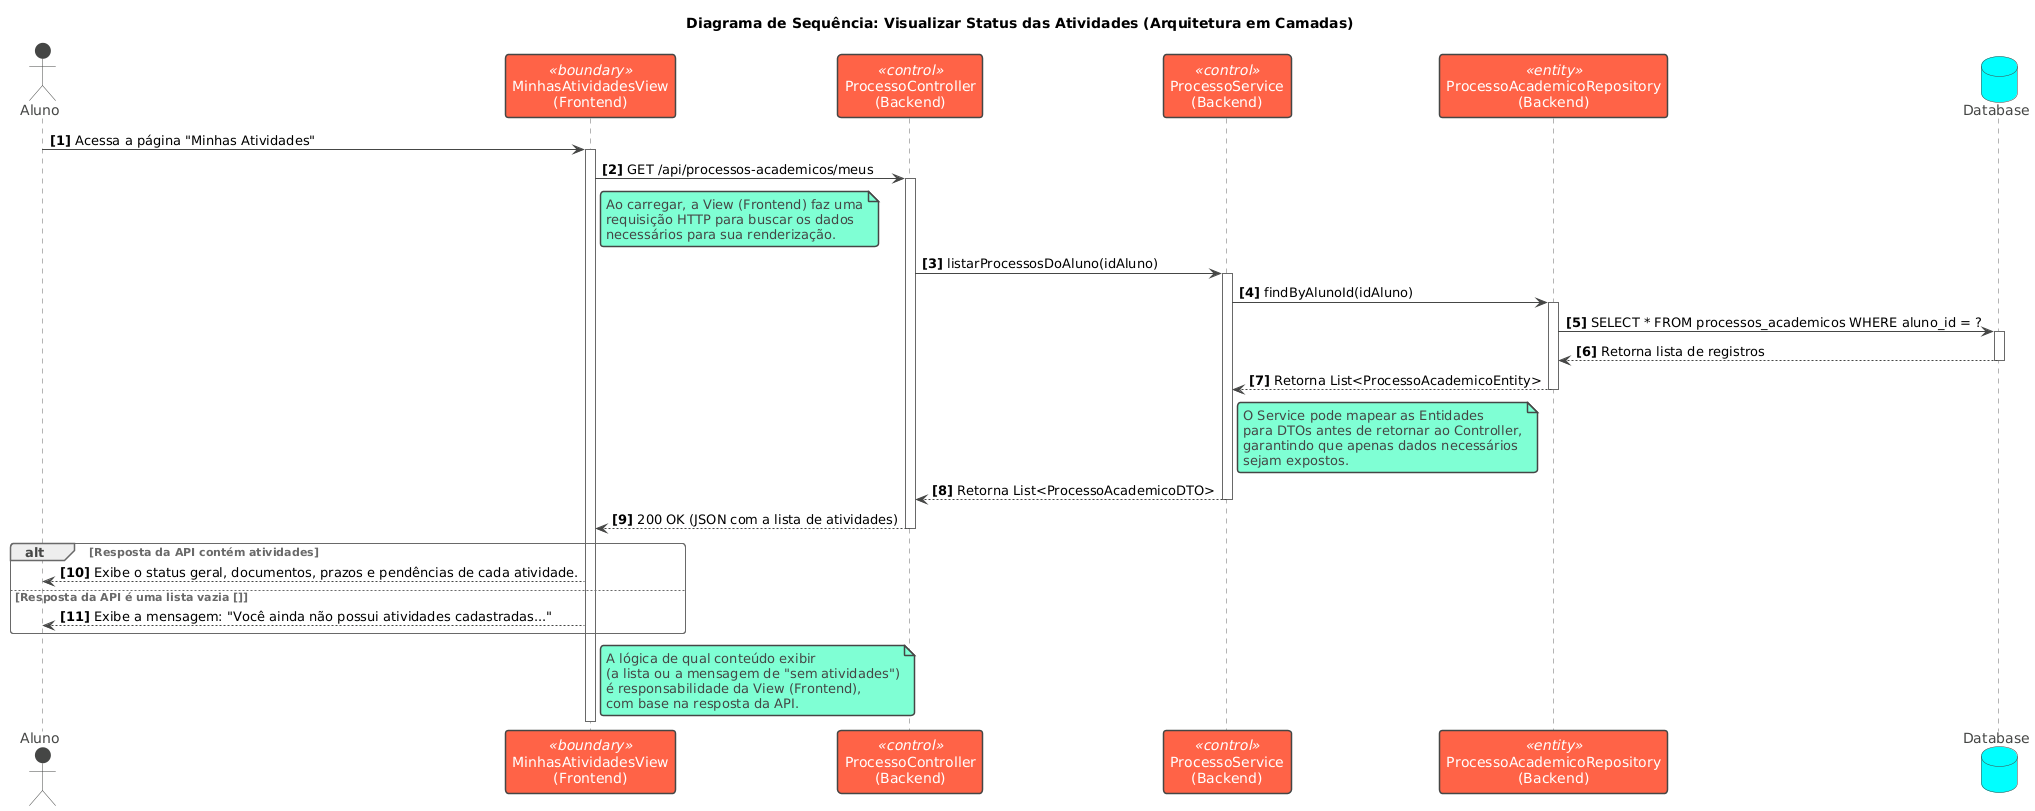 Diagrama de Sequência: Visualizar Status das Atividades (Arquitetura em Camadas)
Aluno
«boundary»
MinhasAtividadesView
(Frontend)
«control»
ProcessoController
(Backend)
«control»
ProcessoService
(Backend)
«entity»
ProcessoAcademicoRepository
(Backend)
Database
[1] Acessa a página "Minhas Atividades"
[2] GET /api/processos-academicos/meus
Ao carregar, a View (Frontend) faz uma
requisição HTTP para buscar os dados
necessários para sua renderização.
[3] listarProcessosDoAluno(idAluno)
[4] findByAlunoId(idAluno)
[5] SELECT * FROM processos_academicos WHERE aluno_id = ?
[6] Retorna lista de registros
[7] Retorna List<ProcessoAcademicoEntity>
O Service pode mapear as Entidades
para DTOs antes de retornar ao Controller,
garantindo que apenas dados necessários
sejam expostos.
[8] Retorna List<ProcessoAcademicoDTO>
[9] 200 OK (JSON com a lista de atividades)
alt [Resposta da API contém atividades]
[10] Exibe o status geral, documentos, prazos e pendências de cada atividade.
[Resposta da API é uma lista vazia []]
[11] Exibe a mensagem: "Você ainda não possui atividades cadastradas..."
A lógica de qual conteúdo exibir
(a lista ou a mensagem de "sem atividades")
é responsabilidade da View (Frontend),
com base na resposta da API.
Aluno
«boundary»
MinhasAtividadesView
(Frontend)
«control»
ProcessoController
(Backend)
«control»
ProcessoService
(Backend)
«entity»
ProcessoAcademicoRepository
(Backend)
Database